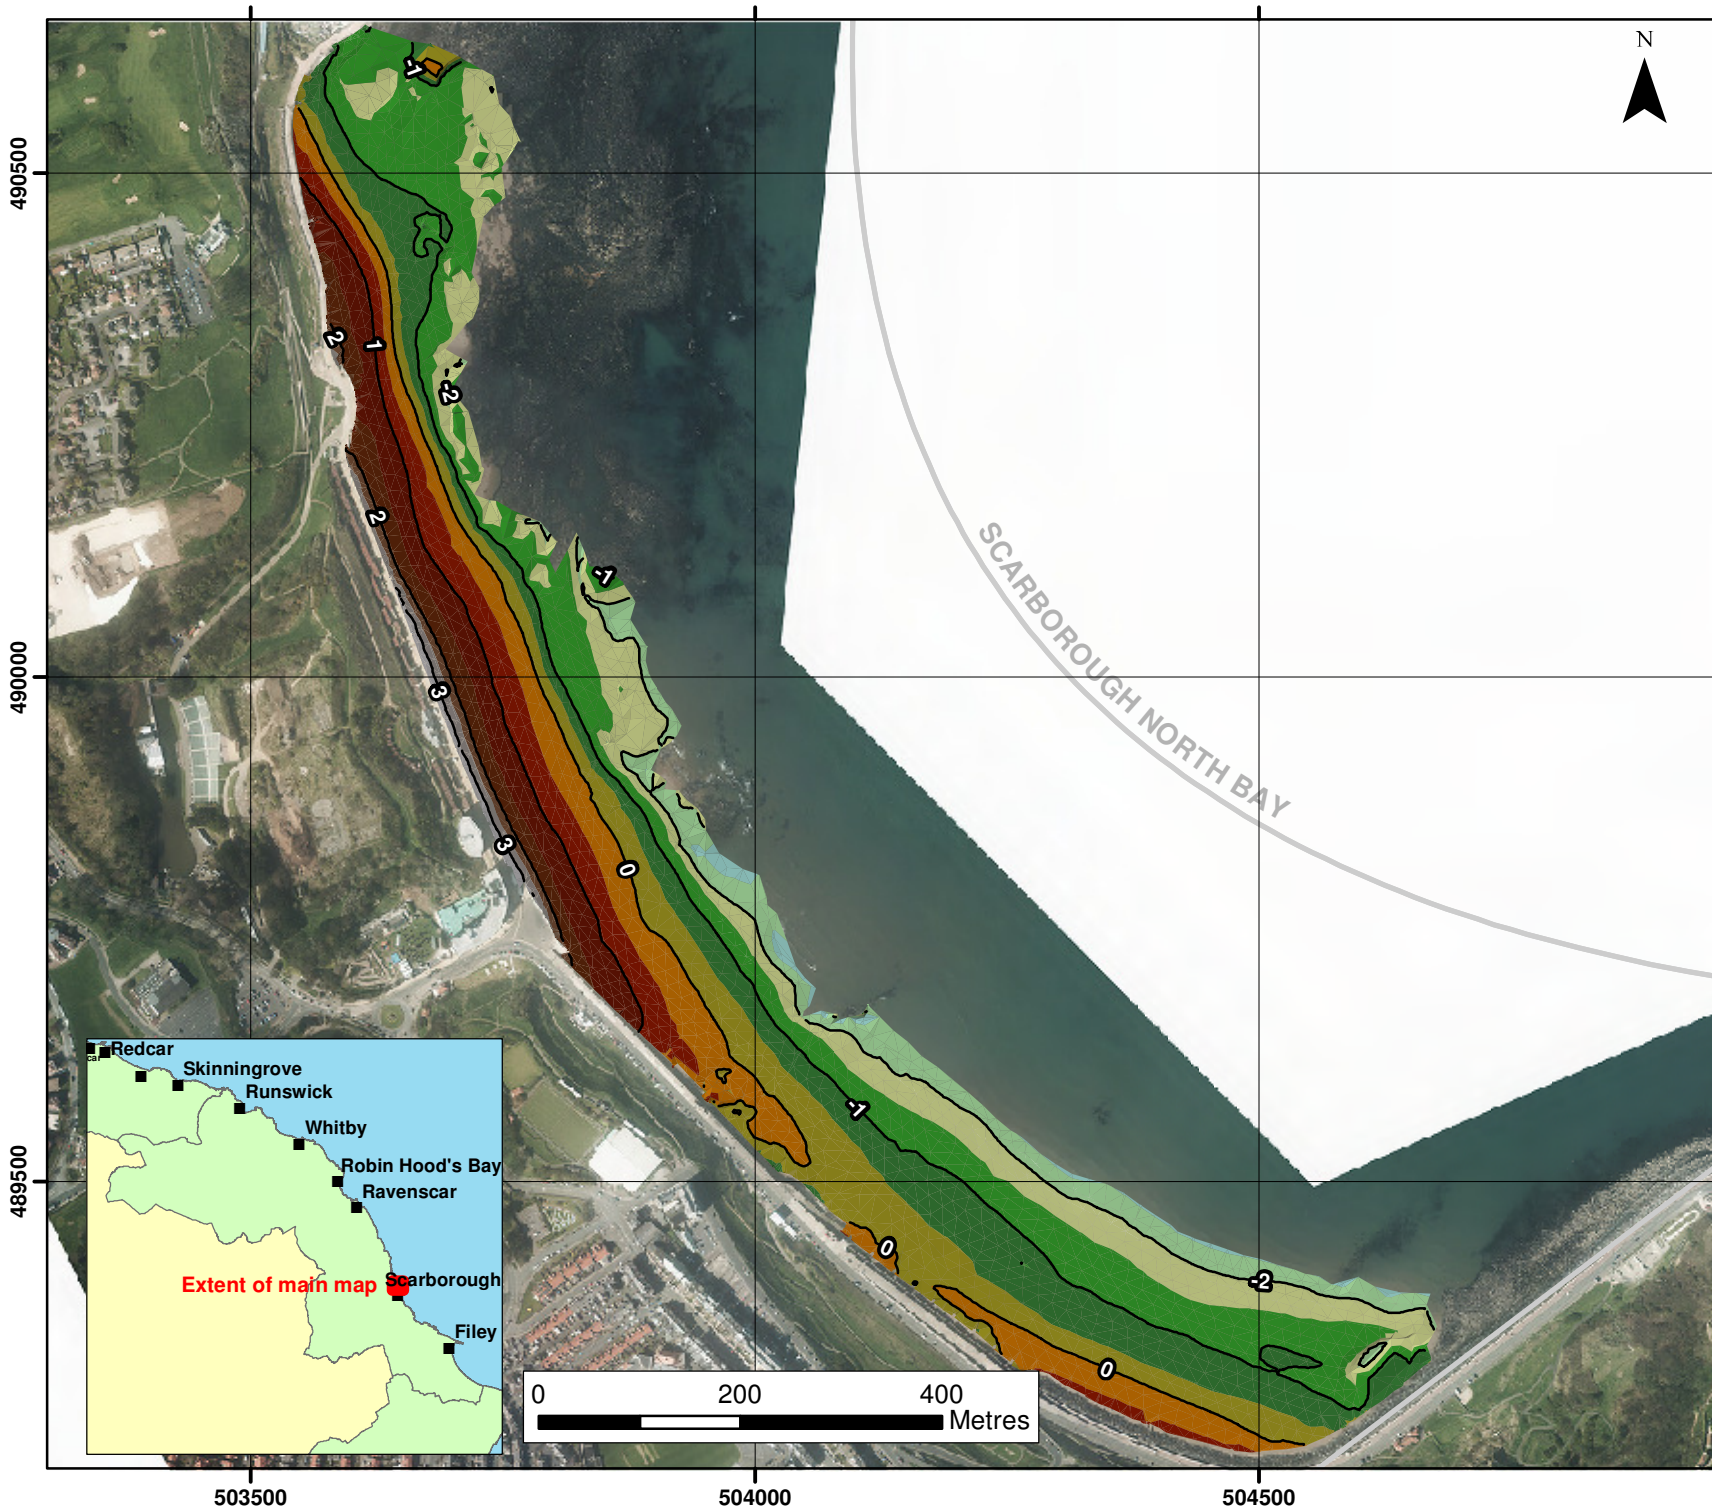 N
490500
490000
489500
-1
2
1
-2
2
-1
3
3
0
-1
0
-2
0
SCARBOROUGH NORTH BAY
Redcar
car
Skinningrove
Runswick
Whitby
Robin Hood's Bay
Ravenscar
Scarborough
Extent of main map
Filey
0 200 400
Metres
503500 504000 504500